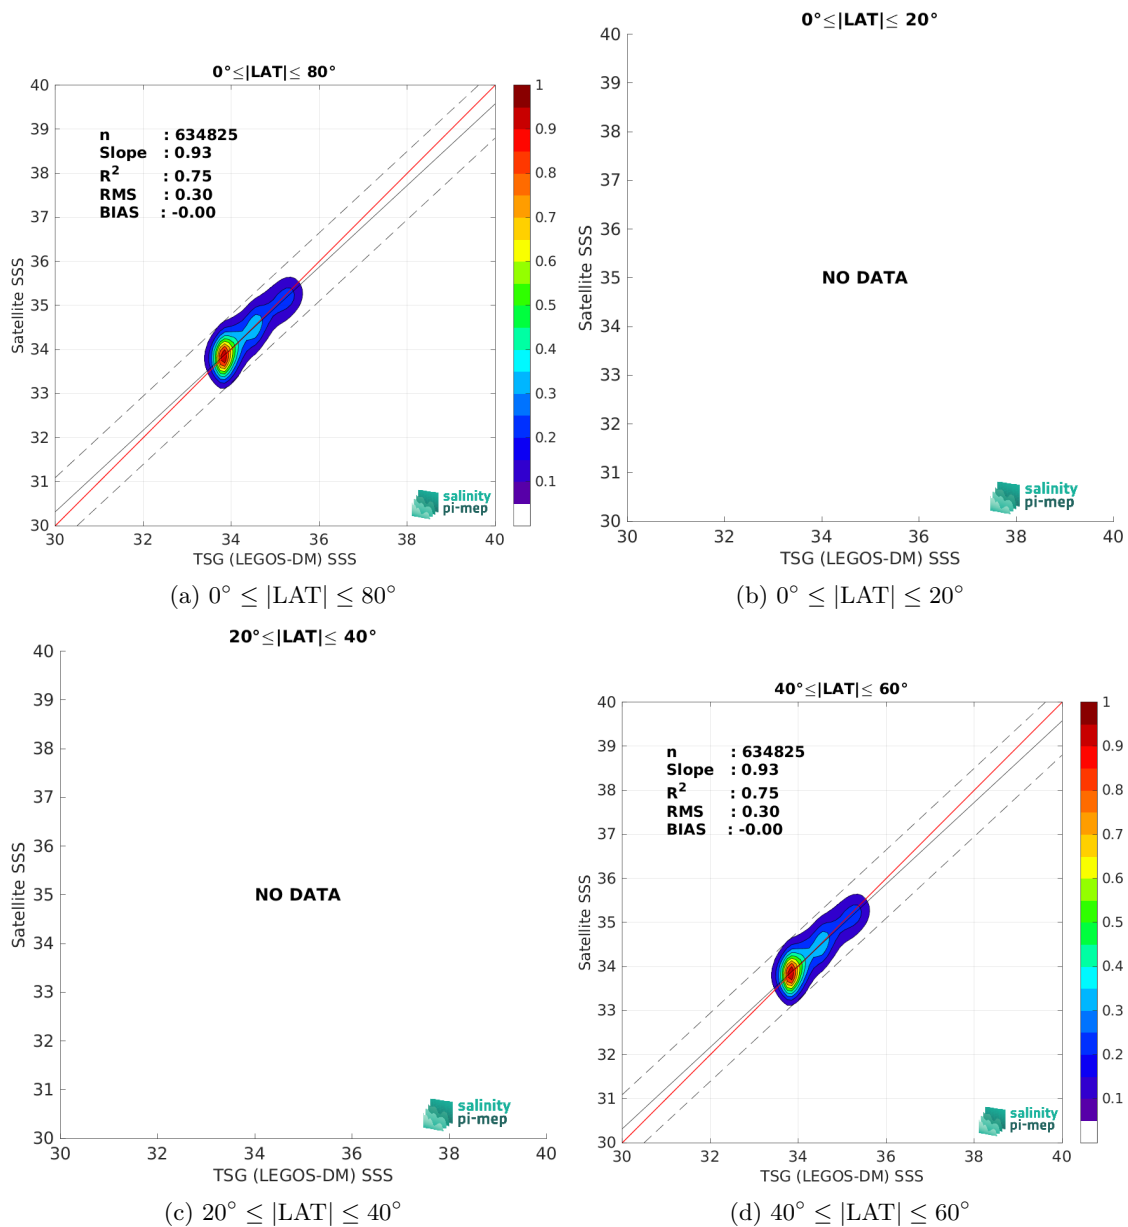 0°≤|LAT|≤ 80°
40
39
38
37
36
35
34
33
32
31
30
Satellite SSS
n : 634825
Slope : 0.93
R² : 0.75
RMS : 0.30
BIAS : -0.00
salinity
pi-mep
30 32 34 36 38 40
TSG (LEGOS-DM) SSS
1
0.9
0.8
0.7
0.6
0.5
0.4
0.3
0.2
0.1
(a) 0° ≤ |LAT| ≤ 80°
0°≤|LAT|≤ 20°
40
39
38
37
36
35
34
33
32
31
30
Satellite SSS
NO DATA
salinity
pi-mep
30 32 34 36 38 40
TSG (LEGOS-DM) SSS
(b) 0° ≤ |LAT| ≤ 20°
20°≤|LAT|≤ 40°
40
39
38
37
36
35
34
33
32
31
30
Satellite SSS
NO DATA
salinity
pi-mep
30 32 34 36 38 40
TSG (LEGOS-DM) SSS
(c) 20° ≤ |LAT| ≤ 40°
40°≤|LAT|≤ 60°
40
39
38
37
36
35
34
33
32
31
30
Satellite SSS
n : 634825
Slope : 0.93
R² : 0.75
RMS : 0.30
BIAS : -0.00
salinity
pi-mep
30 32 34 36 38 40
TSG (LEGOS-DM) SSS
1
0.9
0.8
0.7
0.6
0.5
0.4
0.3
0.2
0.1
(d) 40° ≤ |LAT| ≤ 60°